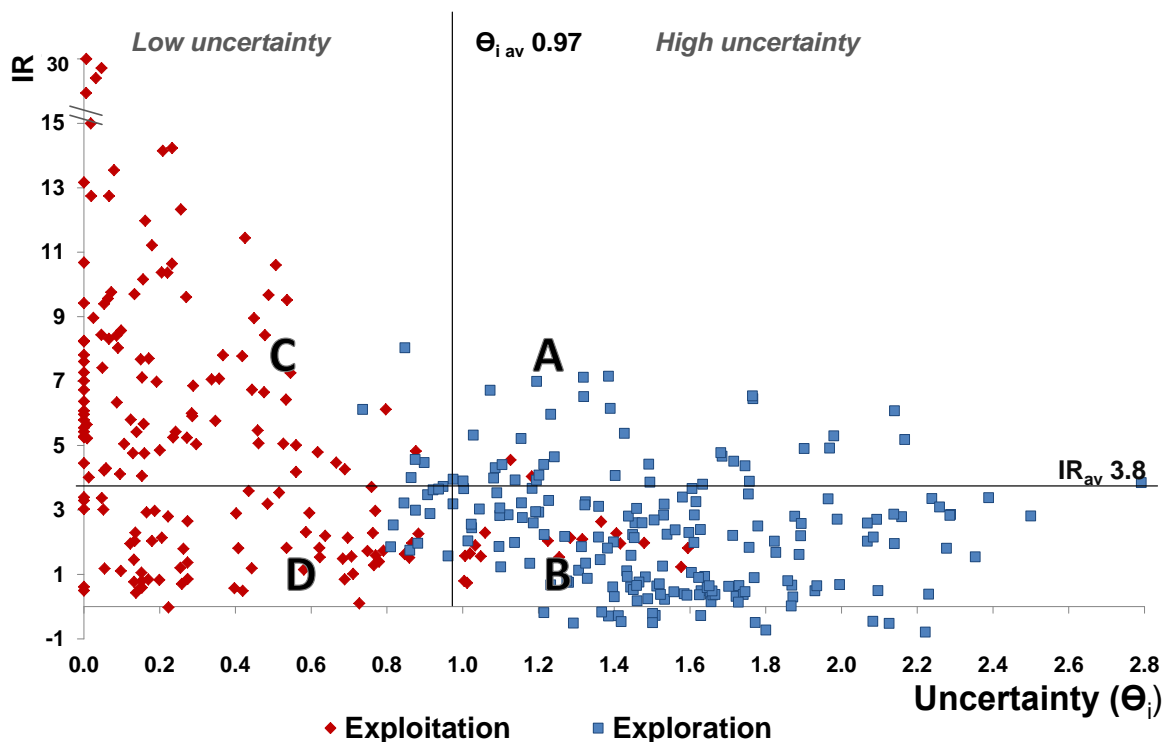 Low uncertainty
Θi av 0.97
High uncertainty
IR
30
15
13
11
9
7
5
3
1
-1
C
A
IRav 3.8
D
B
0.0 0.2 0.4 0.6 0.8 1.0 1.2 1.4 1.6 1.8 2.0 2.2 2.4 2.6 2.8
Uncertainty (Θi)
Exploitation Exploration